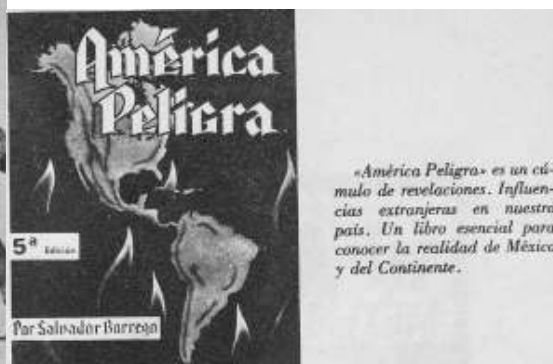 América
Peligra
5ª Edición
Por Salvador Borrego
«América Peligra» es un cú-
mulo de revelaciones. Influen-
cias extranjeras en nuestro
país. Un libro esencial para
conocer la realidad de México
y del Continente.